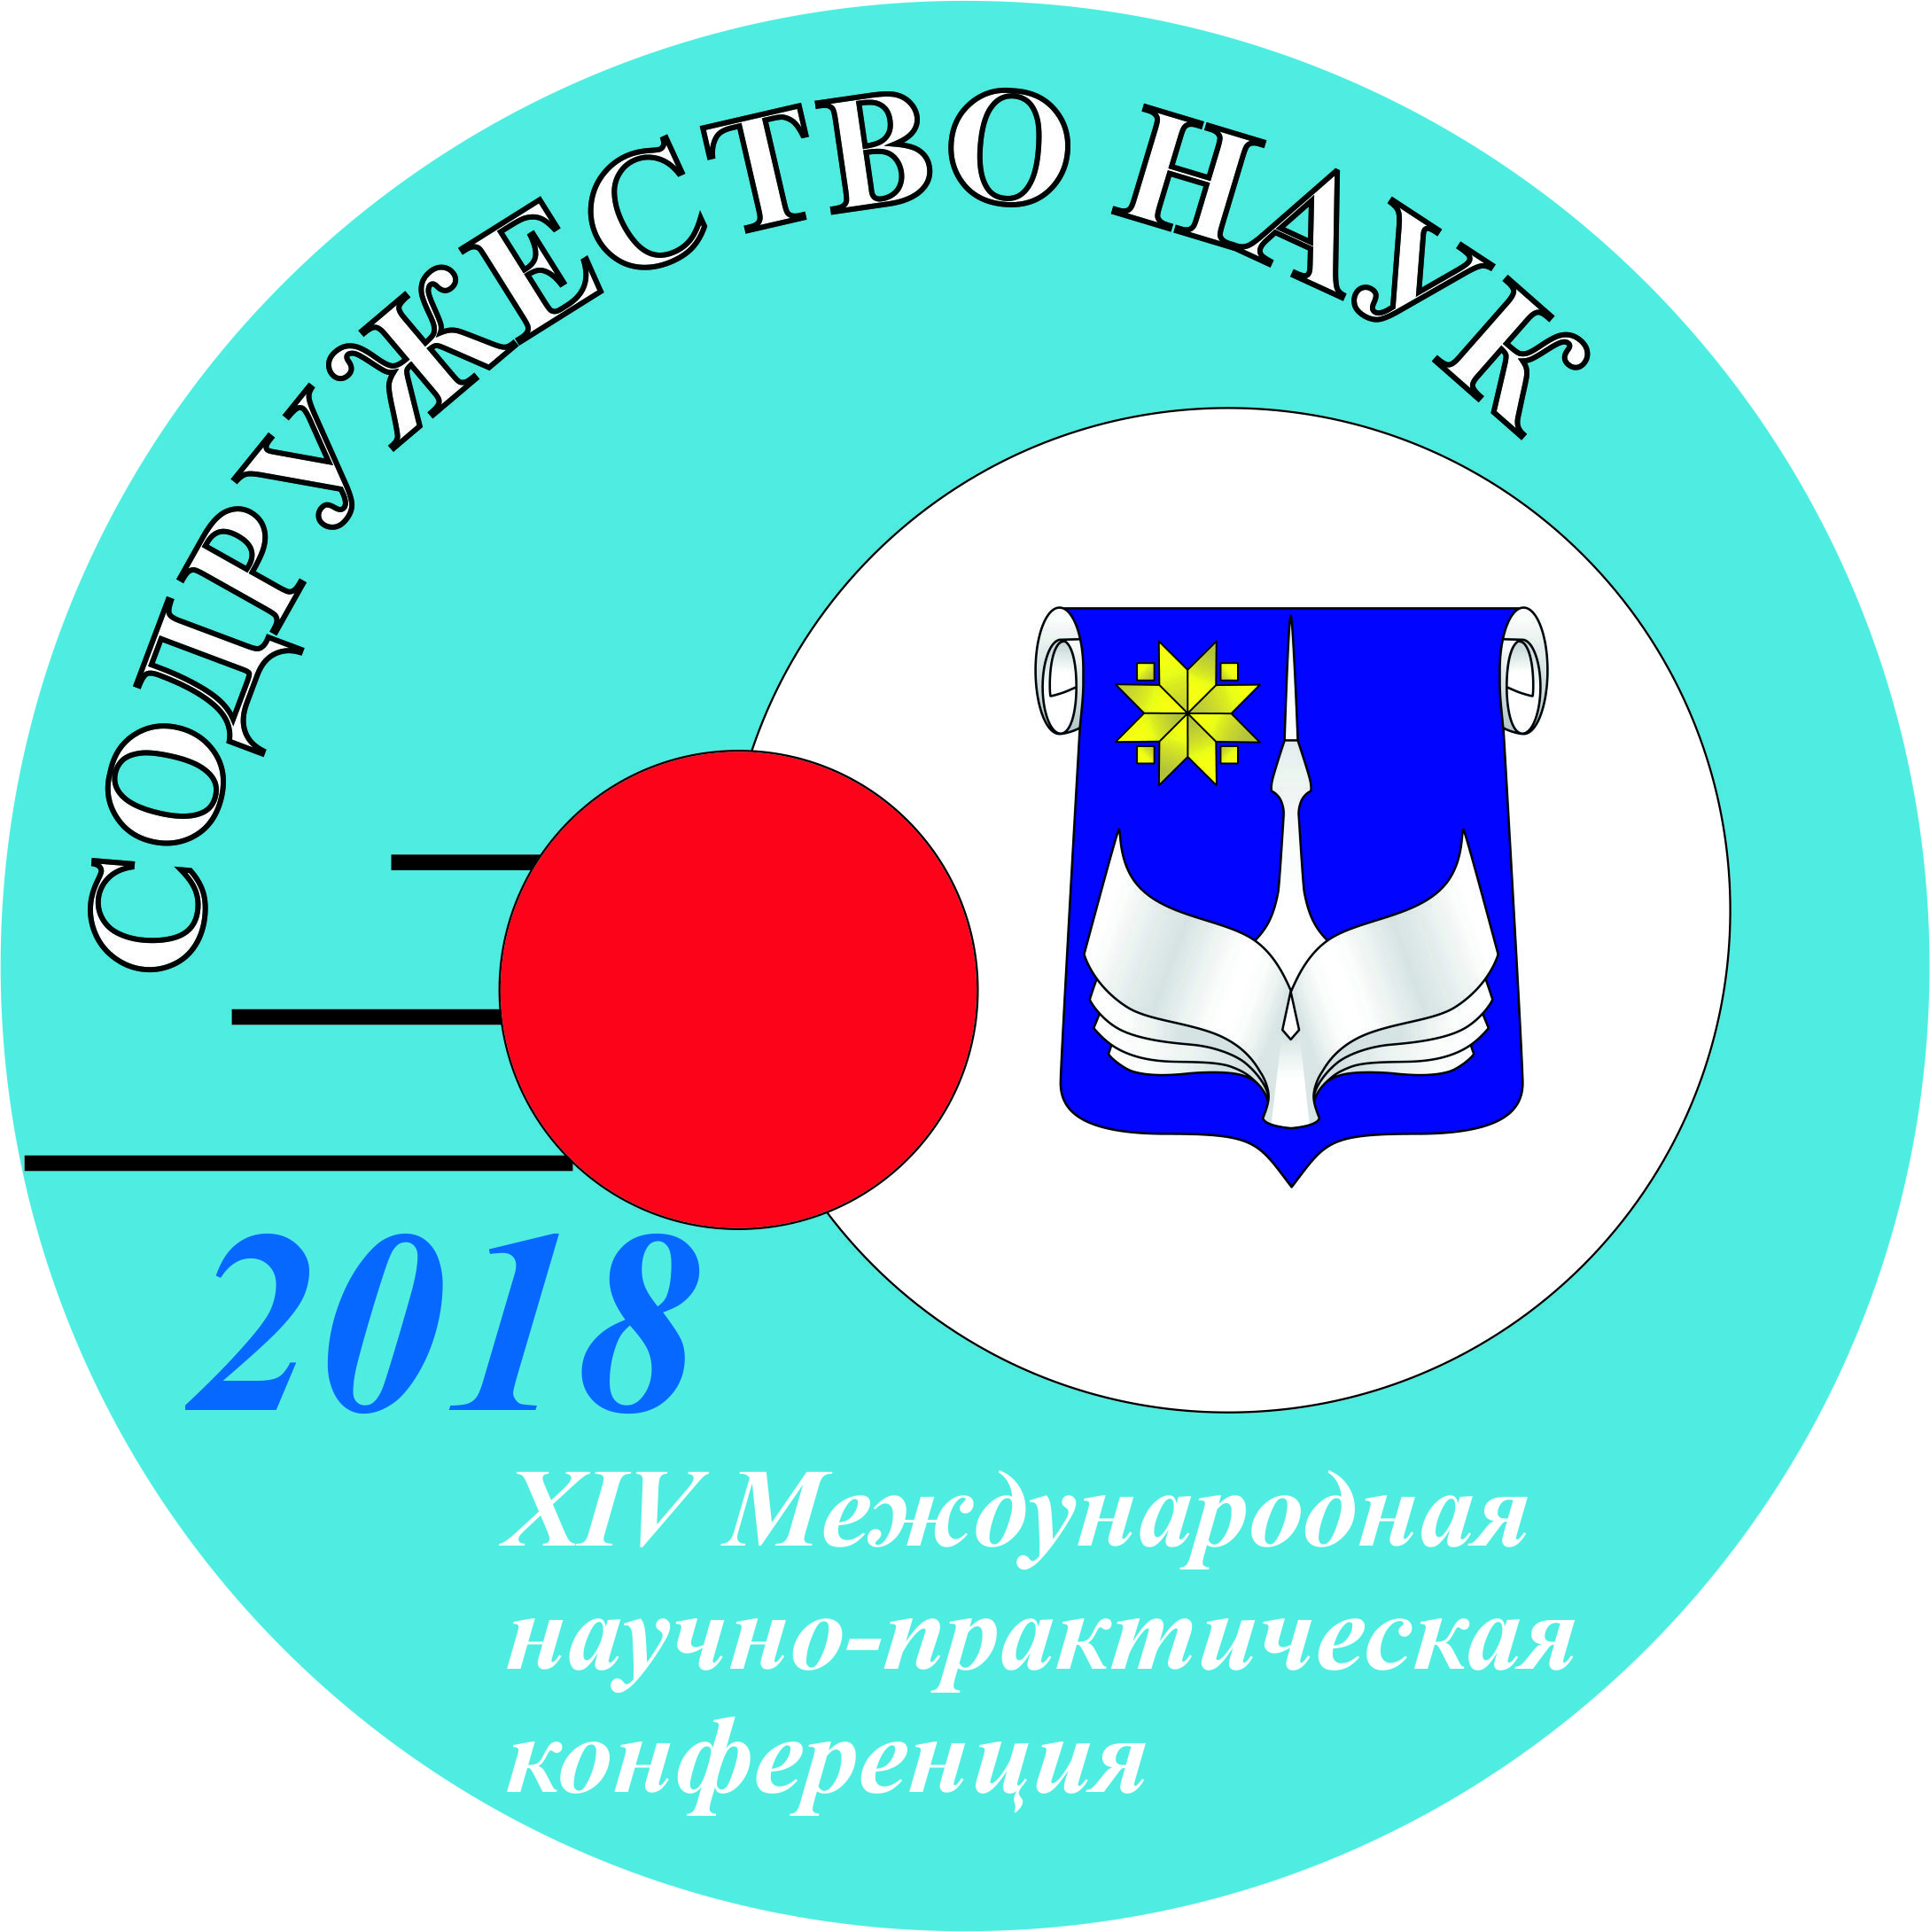 СОДРУЖЕСТВО НАУК
2018
XIV Международная
научно-практическая
конференция